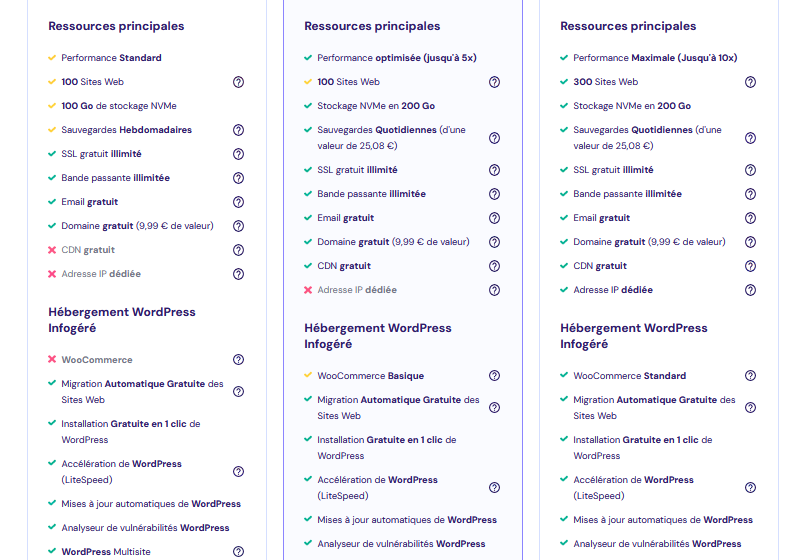 Ressources principales
Performance Standard
100 Sites Web
100 Go de stockage NVMe
Sauvegardes Hebdomadaires
SSL gratuit illimité
Bande passante illimitée
Email gratuit
Domaine gratuit (9,99 € de valeur)
CDN gratuit
Adresse IP dédiée
Hébergement WordPress
Infogéré
WooCommerce
Migration Automatique Gratuite des
Sites Web
Installation Gratuite en 1 clic de
WordPress
Accélération de WordPress
(LiteSpeed)
Mises à jour automatiques de WordPress
Analyseur de vulnérabilités WordPress
WordPress Multisite
Ressources principales
Performance optimisée (jusqu'à 5x)
100 Sites Web
Stockage NVMe en 200 Go
Sauvegardes Quotidiennes (d'une
valeur de 25,08 €)
SSL gratuit illimité
Bande passante illimitée
Email gratuit
Domaine gratuit (9,99 € de valeur)
CDN gratuit
Adresse IP dédiée
Hébergement WordPress
Infogéré
WooCommerce Basique
Migration Automatique Gratuite des
Sites Web
Installation Gratuite en 1 clic de
WordPress
Accélération de WordPress
(LiteSpeed)
Mises à jour automatiques de WordPress
Analyseur de vulnérabilités WordPress
Ressources principales
Performance Maximale (Jusqu'à 10x)
300 Sites Web
Stockage NVMe en 200 Go
Sauvegardes Quotidiennes (d'une
valeur de 25,08 €)
SSL gratuit illimité
Bande passante illimitée
Email gratuit
Domaine gratuit (9,99 € de valeur)
CDN gratuit
Adresse IP dédiée
Hébergement WordPress
Infogéré
WooCommerce Standard
Migration Automatique Gratuite des
Sites Web
Installation Gratuite en 1 clic de
WordPress
Accélération de WordPress
(LiteSpeed)
Mises à jour automatiques de WordPress
Analyseur de vulnérabilités WordPress